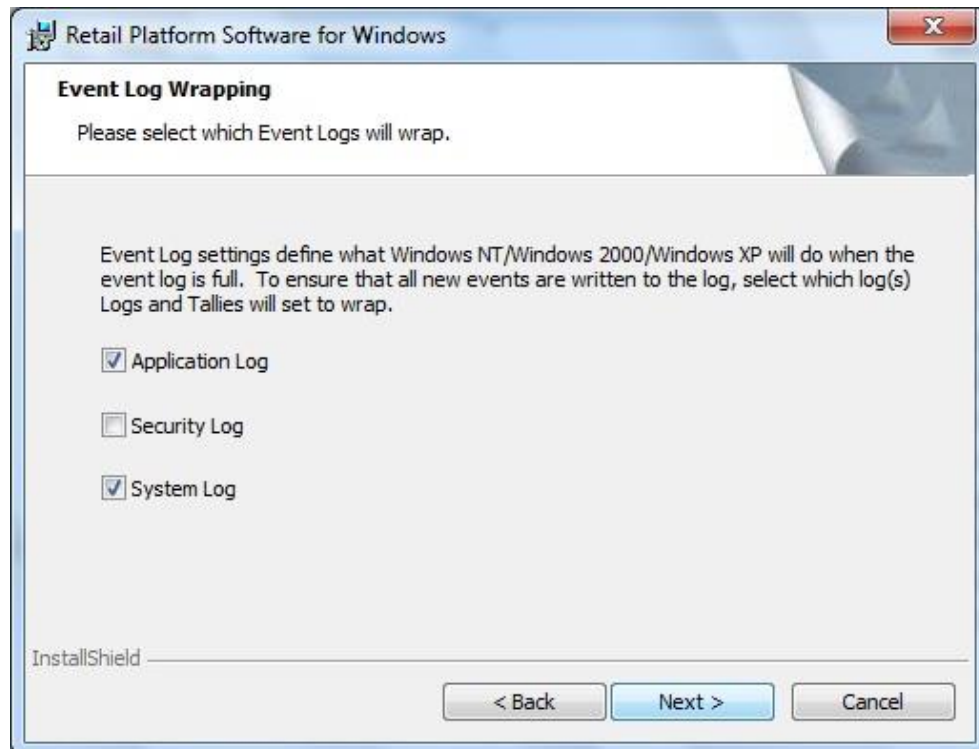 Retail Platform Software for Windows
Event Log Wrapping
Please select which Event Logs will wrap.
Event Log settings define what Windows NT/Windows 2000/Windows XP will do when the
event log is full.  To ensure that all new events are written to the log, select which log(s)
Logs and Tallies will set to wrap.
Application Log
Security Log
System Log
InstallShield
< Back
Next >
Cancel